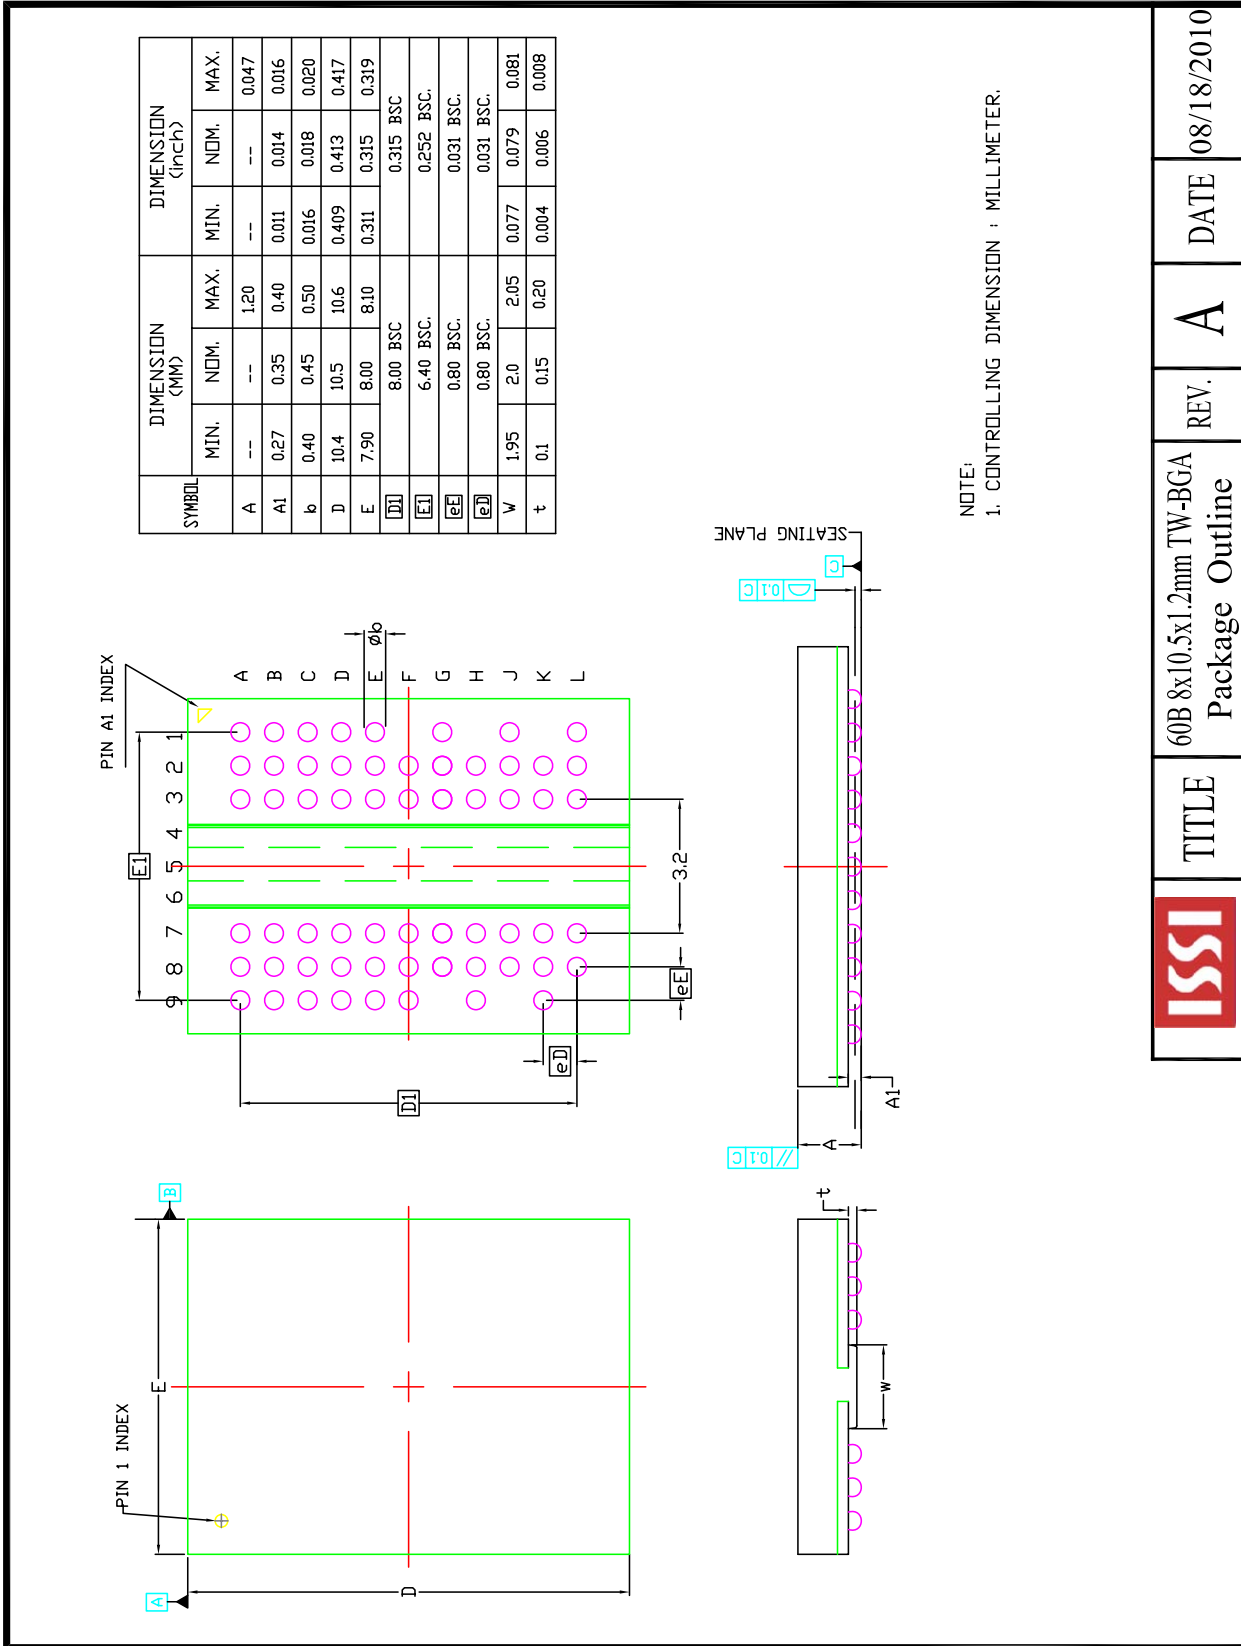 SYMBOL DIMENSION (MM) DIMENSION (inch)
MIN. NOM. MAX. MIN. NOM. MAX.
A -- -- 1.20 -- -- 0.047
A1 0.27 0.35 0.40 0.011 0.014 0.016
b 0.40 0.45 0.50 0.016 0.018 0.020
D 10.4 10.5 10.6 0.409 0.413 0.417
E 7.90 8.00 8.10 0.311 0.315 0.319
D1 8.00 BSC 0.315 BSC
E1 6.40 BSC. 0.252 BSC.
eE 0.80 BSC. 0.031 BSC.
eD 0.80 BSC. 0.031 BSC.
W 1.95 2.0 2.05 0.077 0.079 0.081
t 0.1 0.15 0.20 0.004 0.006 0.008
PIN 1 INDEX
E
B
A
D
PIN A1 INDEX
E1
9 8 7 6 5 4 3 2 1
A
B
C
D
E
F
G
H
J
K
L
øb
D1
eD
eE
3.2
t
w
// 0.1 C
A
A1
0.1 C
C
SEATING PLANE
NOTE:
1. CONTROLLING DIMENSION : MILLIMETER.
ISSI
TITLE
60B 8x10.5x1.2mm TW-BGA
Package Outline
REV.
A
DATE
08/18/2010